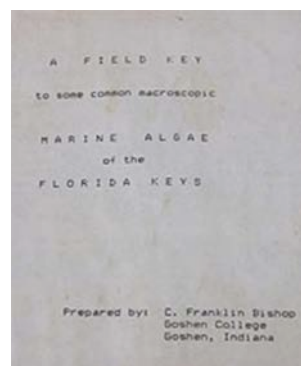 A FIELD KEY
to some common macroscopic
MARINE ALGAE
of the
FLORIDA KEYS
Prepared by: C. Franklin Bishop
Goshen College
Goshen, Indiana